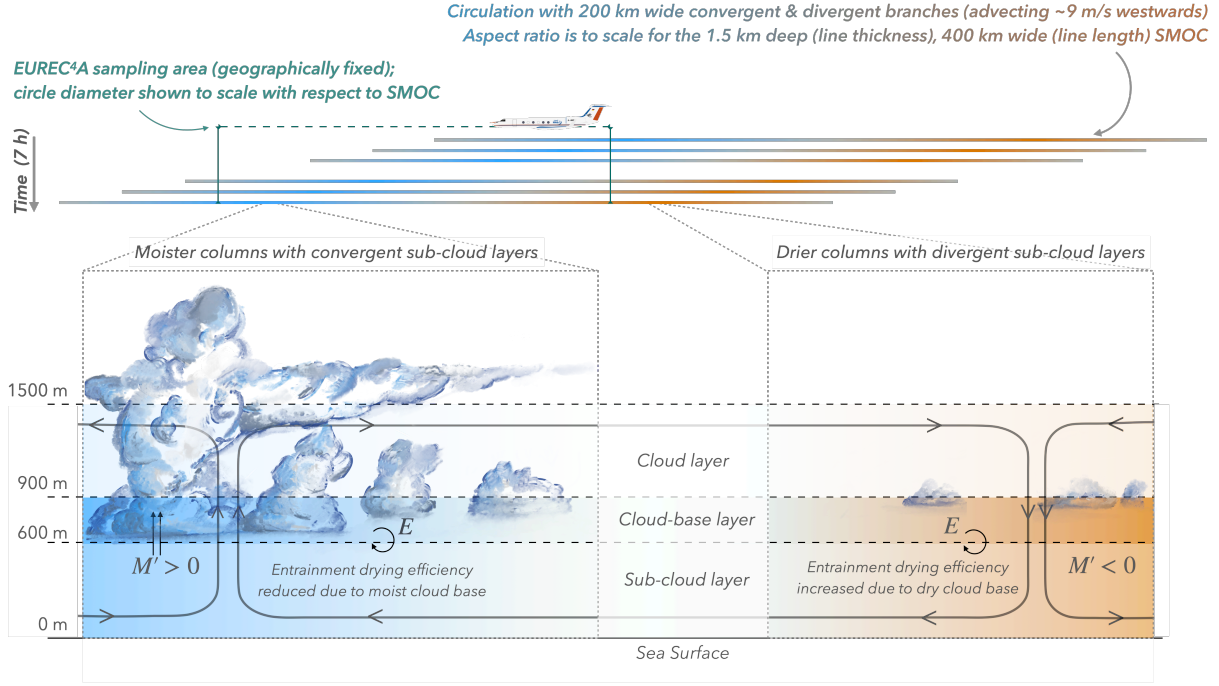 Circulation with 200 km wide convergent & divergent branches (advecting ~9 m/s westwards)
Aspect ratio is to scale for the 1.5 km deep (line thickness), 400 km wide (line length) SMOC
EUREC⁴A sampling area (geographically fixed);
circle diameter shown to scale with respect to SMOC
Time (7 h)
Moister columns with convergent sub-cloud layers
Drier columns with divergent sub-cloud layers
1500 m
Cloud layer
900 m
Cloud-base layer
E
E
600 m
M′ > 0
M′ < 0
Entrainment drying efficiency
reduced due to moist cloud base
Sub-cloud layer
Entrainment drying efficiency
increased due to dry cloud base
0 m
Sea Surface